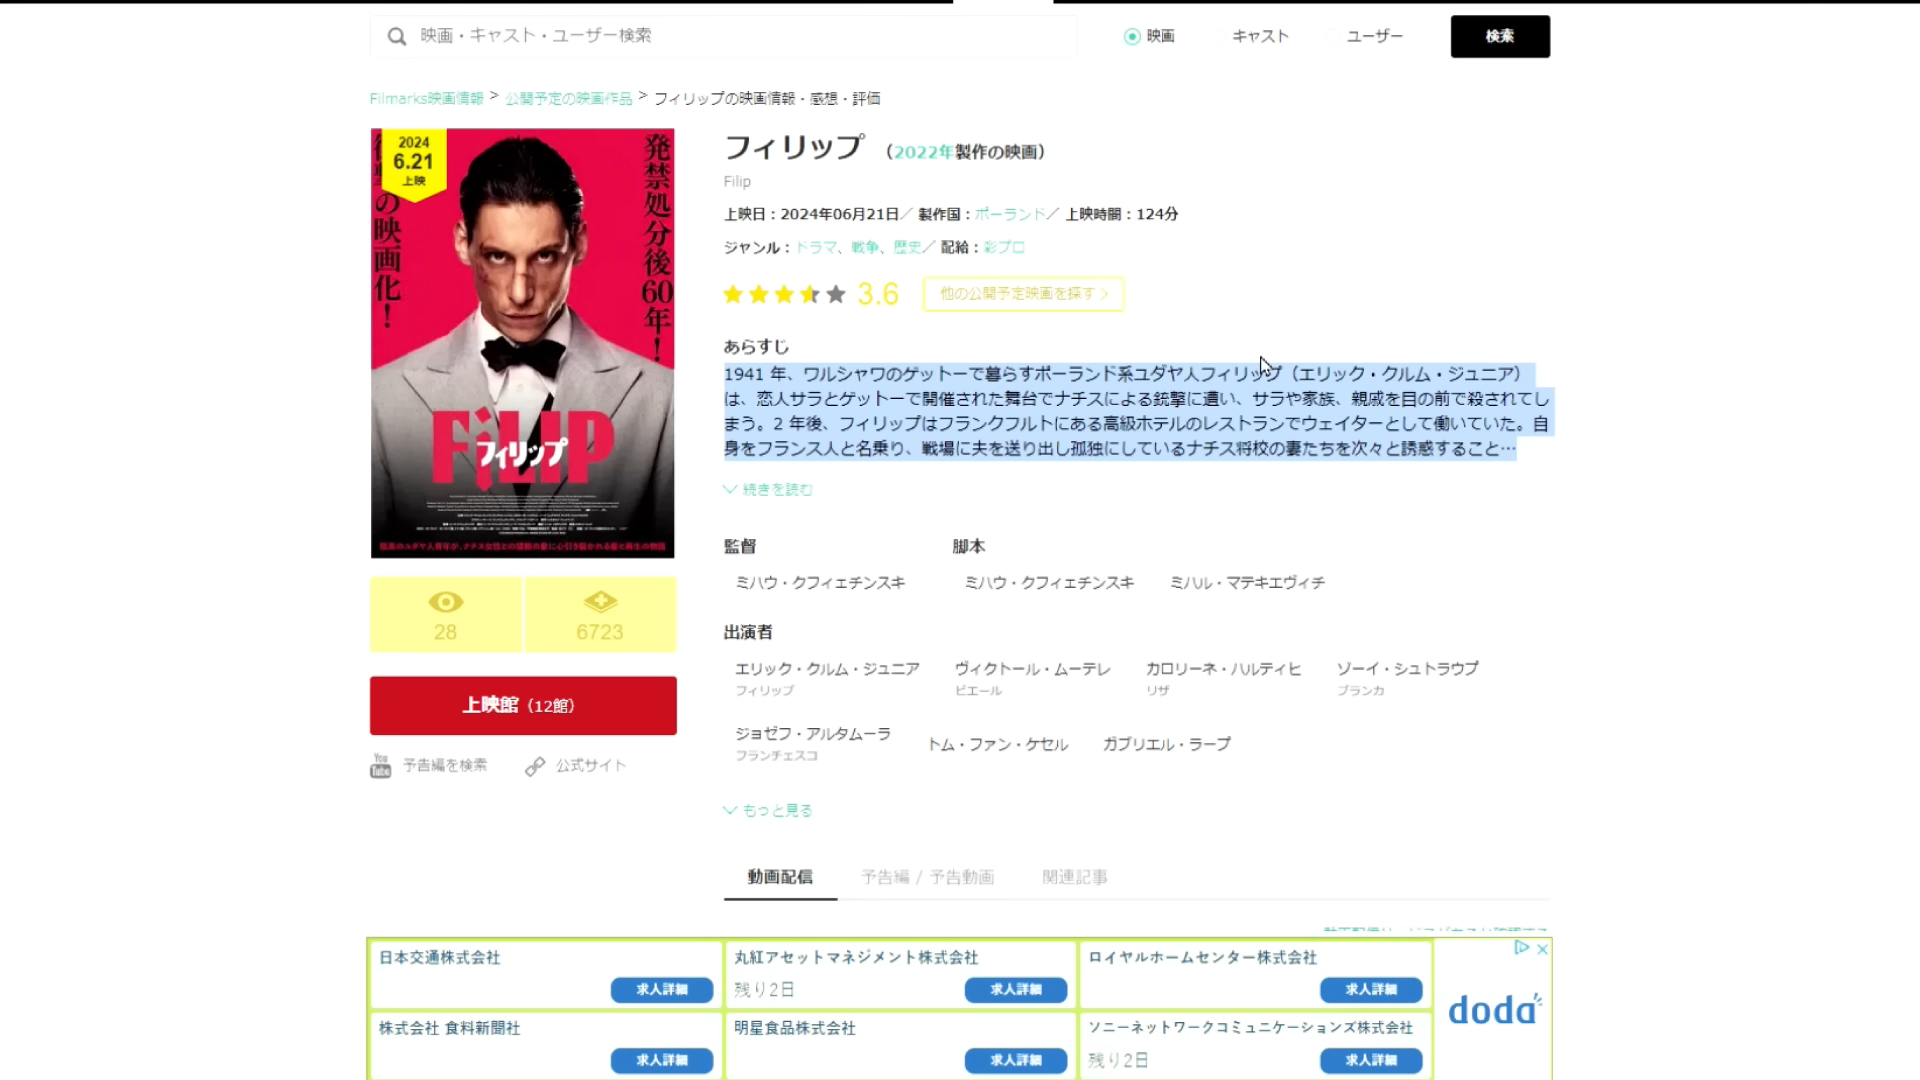 映画・キャスト・ユーザー検索
映画
キャスト
ユーザー
検索
Filmarks映画情報 > 公開予定の映画作品 > フィリップの映画情報・感想・評価
2024
6.21
上映
の映画化！
発禁処分後60年！
FiLiP
フィリップ
フィリップ （2022年製作の映画）
Filip
上映日：2024年06月21日／ 製作国：ポーランド／ 上映時間：124分
ジャンル：ドラマ、戦争、歴史／ 配給：彩プロ
3.6
他の公開予定映画を探す >
あらすじ
1941 年、ワルシャワのゲットーで暮らすポーランド系ユダヤ人フィリップ（エリック・クルム・ジュニア）
は、恋人サラとゲットーで開催された舞台でナチスによる銃撃に遭い、サラや家族、親戚を目の前で殺されてし
まう。2 年後、フィリップはフランクフルトにある高級ホテルのレストランでウェイターとして働いていた。自
身をフランス人と名乗り、戦場に夫を送り出し孤独にしているナチス将校の妻たちを次々と誘惑すること…
続きを読む
監督
脚本
ミハウ・クフィェチンスキ
ミハウ・クフィェチンスキ
ミハル・マテキエヴィチ
28
6723
出演者
エリック・クルム・ジュニア
フィリップ
ヴィクトール・ムーテレ
ピエール
カロリーネ・ハルティヒ
リザ
ゾーイ・シュトラウプ
ブランカ
上映館（12館）
ジョゼフ・アルタムーラ
フランチェスコ
トム・ファン・ケセル
ガブリエル・ラープ
You Tube
予告編を検索
公式サイト
もっと見る
動画配信
予告編 / 予告動画
関連記事
日本交通株式会社
求人詳細
丸紅アセットマネジメント株式会社
残り2日
求人詳細
ロイヤルホームセンター株式会社
求人詳細
doda
株式会社 食料新聞社
求人詳細
明星食品株式会社
求人詳細
ソニーネットワークコミュニケーションズ株式会社
残り2日
求人詳細